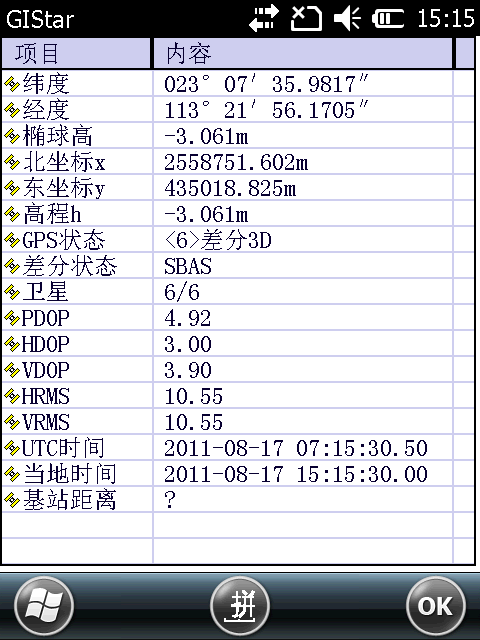 GIStar 15:15
项目 内容
纬度 023° 07′ 35.9817″
经度 113° 21′ 56.1705″
椭球高 -3.061m
北坐标x 2558751.602m
东坐标y 435018.825m
高程h -3.061m
GPS状态 <6>差分3D
差分状态 SBAS
卫星 6/6
PDOP 4.92
HDOP 3.00
VDOP 3.90
HRMS 10.55
VRMS 10.55
UTC时间 2011-08-17 07:15:30.50
当地时间 2011-08-17 15:15:30.00
基站距离 ?
拼 OK